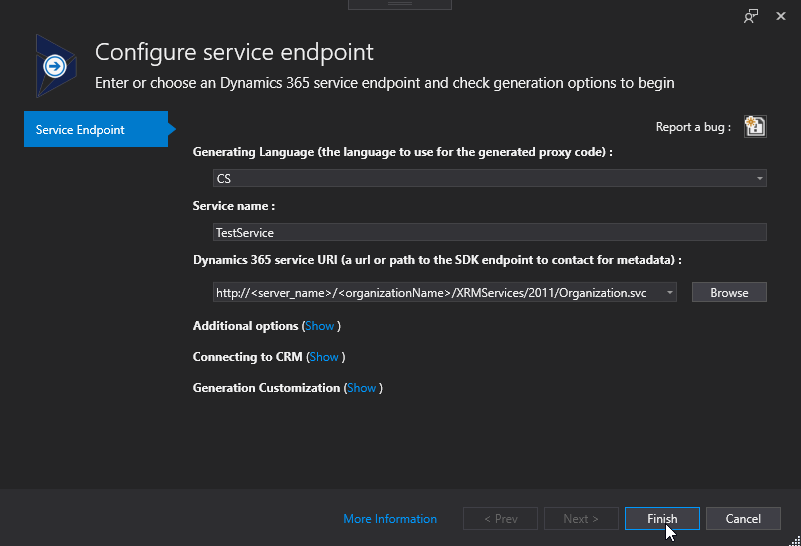 Configure service endpoint
Enter or choose an Dynamics 365 service endpoint and check generation options to begin
Service Endpoint
Report a bug :
Generating Language (the language to use for the generated proxy code) :
CS
Service name :
TestService
Dynamics 365 service URI (a url or path to the SDK endpoint to contact for metadata) :
http://<server_name>/<organizationName>/XRMServices/2011/Organization.svc
Browse
Additional options (Show )
Connecting to CRM (Show )
Generation Customization (Show )
More Information
< Prev
Next >
Finish
Cancel